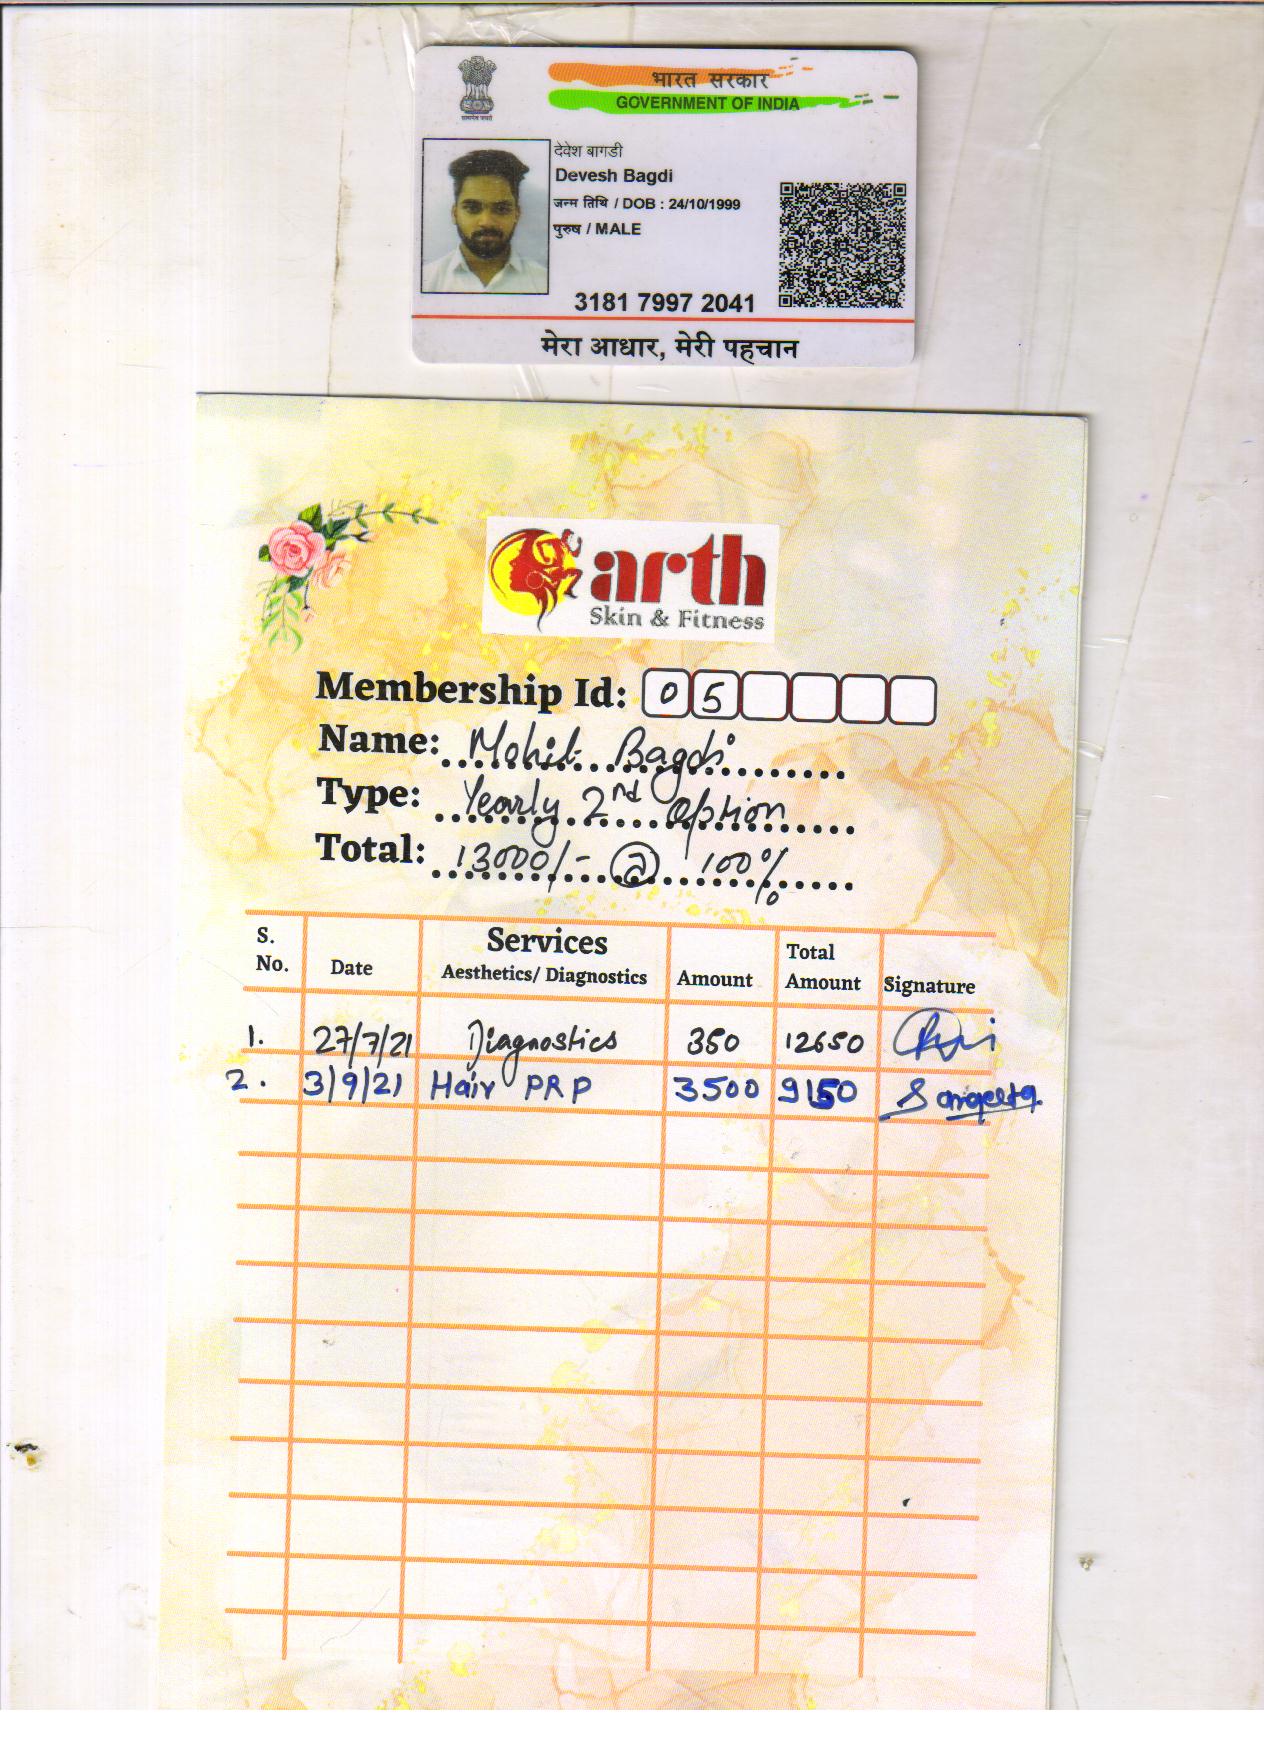 भारत सरकार
GOVERNMENT OF INDIA
देवेश बागडी
Devesh Bagdi
जन्म तिथि / DOB : 24/10/1999
पुरुष / MALE
3181 7997 2041
मेरा आधार, मेरी पहचान
arth
Skin & Fitness
Membership Id: 0 5
Name: Mohit Bagdi
Type: Yearly 2nd option
Total: 13000/- @ 100%
S. No. Date Services Aesthetics/ Diagnostics Amount Total Amount Signature
1. 27/7/21 Diagnostics 350 12650
2. 3/9/21 Hair PRP 3500 9150 Sangeeta